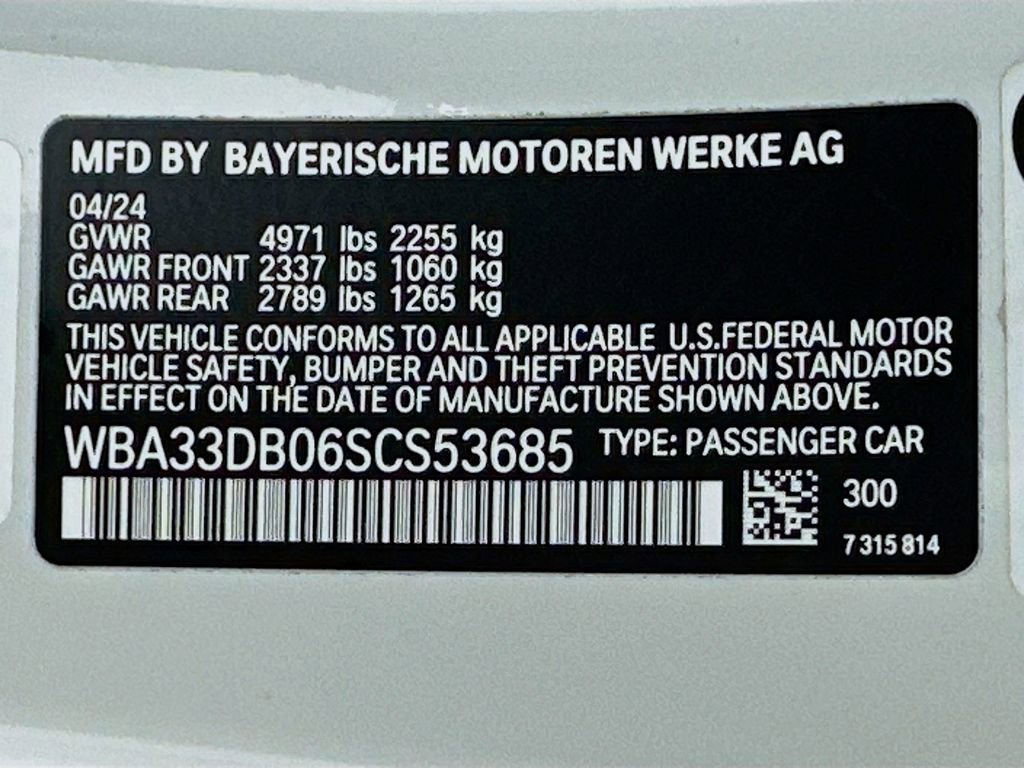 MFD BY BAYERISCHE MOTOREN WERKE AG
04/24
GVWR 4971 lbs 2255 kg
GAWR FRONT 2337 lbs 1060 kg
GAWR REAR 2789 lbs 1265 kg
THIS VEHICLE CONFORMS TO ALL APPLICABLE U.S.FEDERAL MOTOR
VEHICLE SAFETY, BUMPER AND THEFT PREVENTION STANDARDS
IN EFFECT ON THE DATE OF MANUFACTURE SHOWN ABOVE.
WBA33DB06SCS53685 TYPE: PASSENGER CAR
300
7 315 814